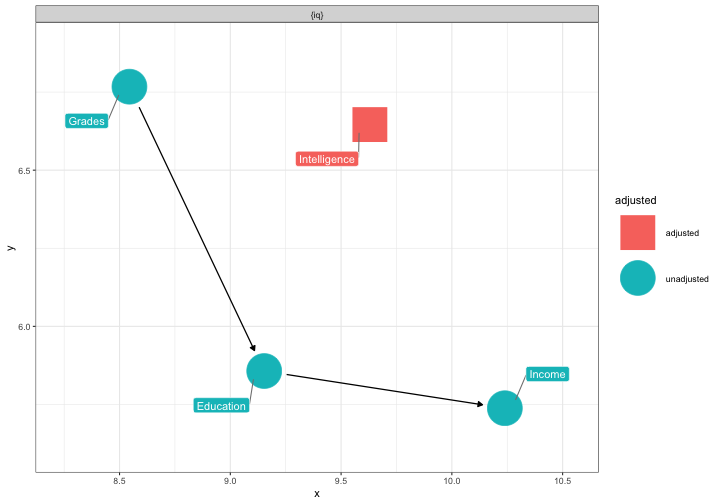 {iq}
Grades
Intelligence
Education
Income
6.5
6.0
y
8.5
9.0
9.5
10.0
10.5
x
adjusted
adjusted
unadjusted